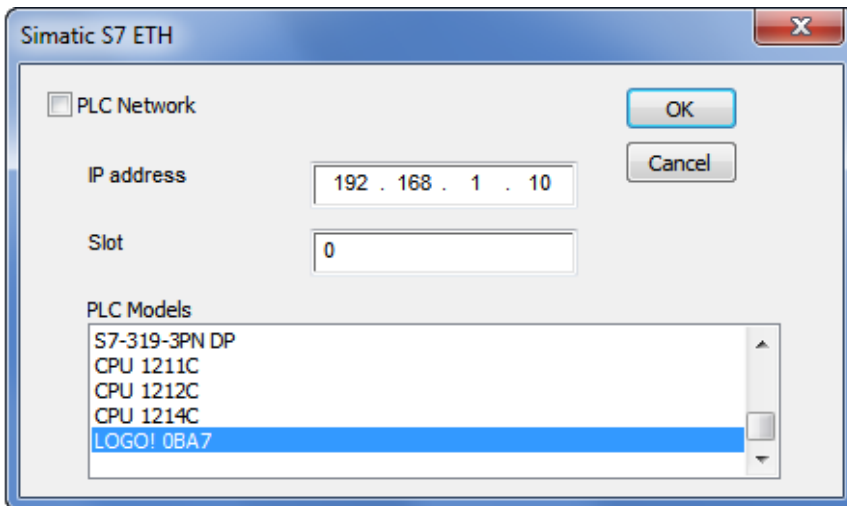 Simatic S7 ETH
PLC Network
OK
IP address
192 . 168 . 1 . 10
Cancel
Slot
0
PLC Models
S7-319-3PN DP
CPU 1211C
CPU 1212C
CPU 1214C
LOGO! 0BA7